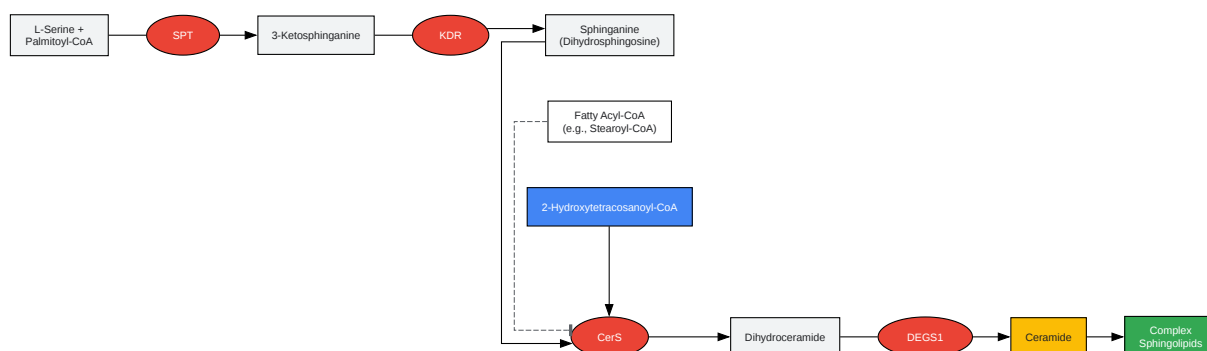 L-Serine +
Palmitoyl-CoA
SPT
3-Ketosphinganine
KDR
Sphinganine
(Dihydrosphingosine)
Fatty Acyl-CoA
(e.g., Stearoyl-CoA)
2-Hydroxytetracosanoyl-CoA
CerS
Dihydroceramide
DEGS1
Ceramide
Complex
Sphingolipids